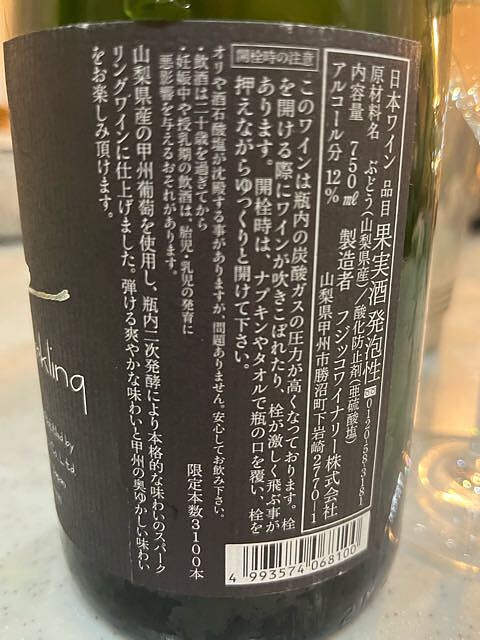 日本ワイン 品目 果実酒 発泡性
原材料名 ぶどう(山梨県産)/酸化防止剤(亜硫酸塩)
内容量 750㎖ 製造者 フジッコワイナリー株式会社
アルコール分 12% 山梨県甲州市勝沼町下岩崎2770-1
0120-158-3181
開栓時の注意
このワインは瓶内の炭酸ガスの圧力が高くなっております。栓
を開ける際にワインが吹きこぼれたり、栓が激しく飛ぶ事が
あります。開栓時は、ナプキンやタオルで瓶の口を覆い、栓を
押えながらゆっくりと開けて下さい。
オリや酒石酸塩が沈殿する事がありますが、問題ありません。安心してお飲み下さい。
・飲酒は二十歳を過ぎてから
・妊娠中や授乳期の飲酒は、胎児・乳児の発育に
悪影響を与えるおそれがあります。
限定本数3100本
山梨県産の甲州葡萄を使用し、瓶内二次発酵により本格的な味わいのスパーク
リングワインに仕上げました。弾ける爽やかな味わいと甲州の奥ゆかしい味わい
をお楽しみ頂けます。
4 993574 068100
kling
by
Ltd